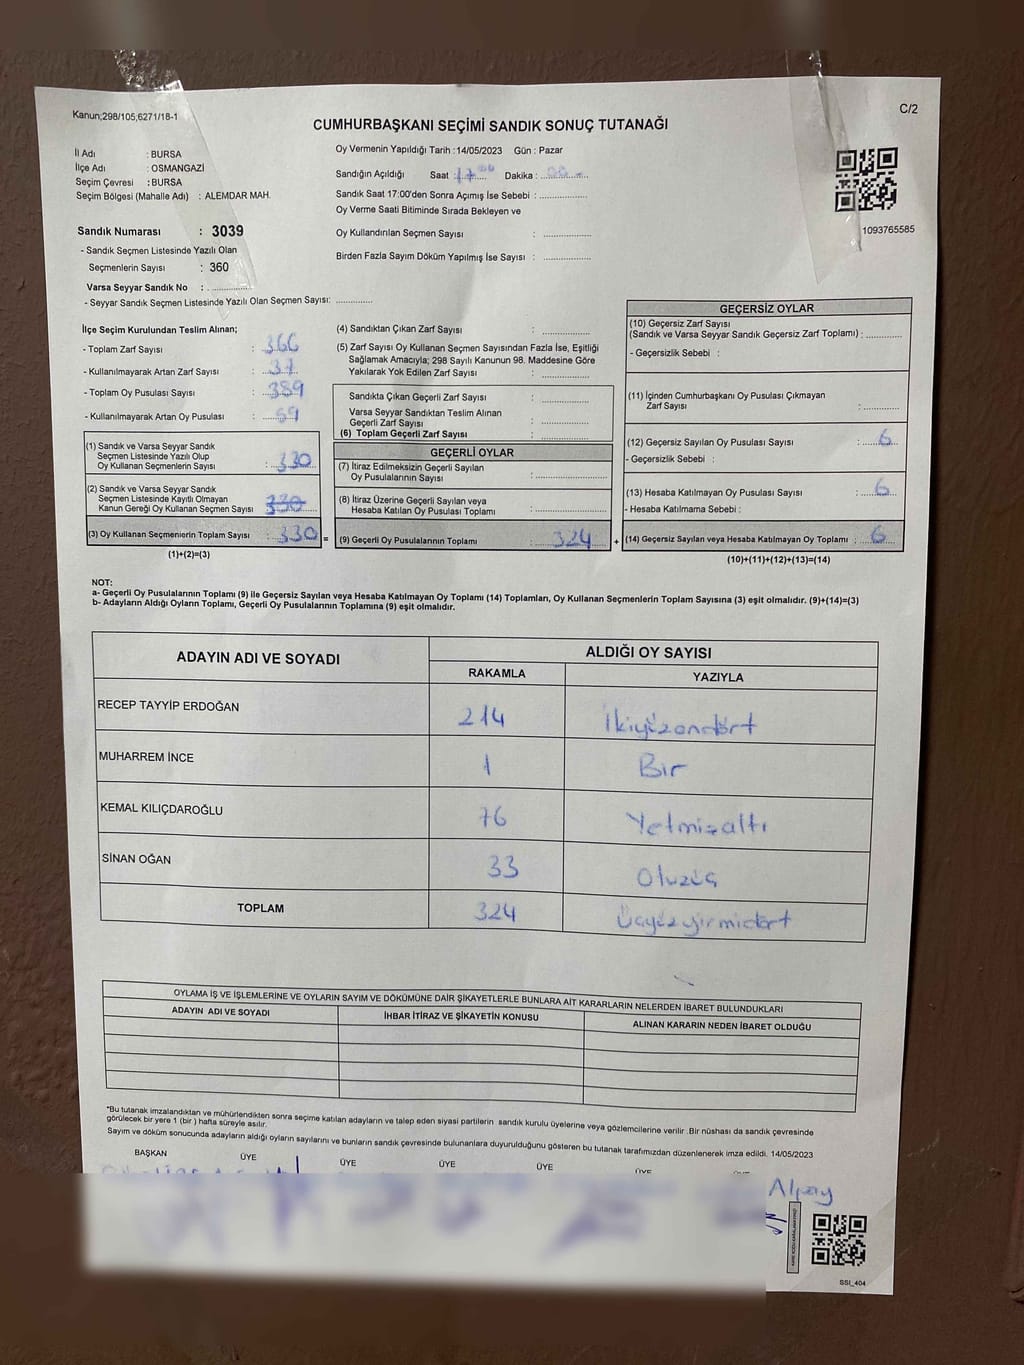 Kanun;298/105;6271/18-1
C/2
CUMHURBAŞKANI SEÇİMİ SANDIK SONUÇ TUTANAĞI
İl Adı : BURSA
İlçe Adı : OSMANGAZİ
Seçim Çevresi : BURSA
Seçim Bölgesi (Mahalle Adı) : ALEMDAR MAH.
Oy Vermenin Yapıldığı Tarih :14/05/2023 Gün : Pazar
Sandığın Açıldığı Saat : 17 Dakika : 00
Sandık Saat 17:00'den Sonra Açımış İse Sebebi :
Oy Verme Saati Bitiminde Sırada Bekleyen ve
Oy Kullandırılan Seçmen Sayısı :
Birden Fazla Sayım Döküm Yapılmış İse Sayısı :
1093765585
Sandık Numarası : 3039
- Sandık Seçmen Listesinde Yazılı Olan
Seçmenlerin Sayısı : 360
Varsa Seyyar Sandık No :
- Seyyar Sandık Seçmen Listesinde Yazılı Olan Seçmen Sayısı:
İlçe Seçim Kurulundan Teslim Alınan;
- Toplam Zarf Sayısı : 366
- Kullanılmayarak Artan Zarf Sayısı : 37
- Toplam Oy Pusulası Sayısı : 389
- Kullanılmayarak Artan Oy Pusulası : 59
(1) Sandık ve Varsa Seyyar Sandık
Seçmen Listesinde Yazılı Olup
Oy Kullanan Seçmenlerin Sayısı : 330
(2) Sandık ve Varsa Seyyar Sandık
Seçmen Listesinde Kayıtlı Olmayan
Kanun Gereği Oy Kullanan Seçmen Sayısı 330
(3) Oy Kullanan Seçmenlerin Toplam Sayısı : 330 =
(1)+(2)=(3)
(4) Sandıktan Çıkan Zarf Sayısı :
(5) Zarf Sayısı Oy Kullanan Seçmen Sayısından Fazla İse, Eşitliği
Sağlamak Amacıyla; 298 Sayılı Kanunun 98. Maddesine Göre
Yakılarak Yok Edilen Zarf Sayısı :
Sandıkta Çıkan Geçerli Zarf Sayısı :
Varsa Seyyar Sandıktan Teslim Alınan
Geçerli Zarf Sayısı :
(6) Toplam Geçerli Zarf Sayısı :
GEÇERLİ OYLAR
(7) İtiraz Edilmeksizin Geçerli Sayılan
Oy Pusulalarının Sayısı :
(8) İtiraz Üzerine Geçerli Sayılan veya
Hesaba Katılan Oy Pusulası Toplamı :
(9) Geçerli Oy Pusulalarının Toplamı : 324 +
GEÇERSİZ OYLAR
(10) Geçersiz Zarf Sayısı
(Sandık ve Varsa Seyyar Sandık Geçersiz Zarf Toplamı) :
- Geçersizlik Sebebi :
(11) İçinden Cumhurbaşkanı Oy Pusulası Çıkmayan
Zarf Sayısı :
(12) Geçersiz Sayılan Oy Pusulası Sayısı : 6
- Geçersizlik Sebebi :
(13) Hesaba Katılmayan Oy Pusulası Sayısı : 6
- Hesaba Katılmama Sebebi :
(14) Geçersiz Sayılan veya Hesaba Katılmayan Oy Toplamı : 6
(10)+(11)+(12)+(13)=(14)
NOT:
a- Geçerli Oy Pusulalarının Toplamı (9) ile Geçersiz Sayılan veya Hesaba Katılmayan Oy Toplamı (14) Toplamları, Oy Kullanan Seçmenlerin Toplam Sayısına (3) eşit olmalıdır. (9)+(14)=(3)
b- Adayların Aldığı Oyların Toplamı, Geçerli Oy Pusulalarının Toplamına (9) eşit olmalıdır.
ADAYIN ADI VE SOYADI
ALDIĞI OY SAYISI
RAKAMLA YAZIYLA
RECEP TAYYİP ERDOĞAN 214 İkiyüzondört
MUHARREM İNCE 1 Bir
KEMAL KILIÇDAROĞLU 76 Yetmişaltı
SİNAN OĞAN 33 Otuzüç
TOPLAM 324 Üçyüzyirmidört
OYLAMA İŞ VE İŞLEMLERİNE VE OYLARIN SAYIM VE DÖKÜMÜNE DAİR ŞİKAYETLERLE BUNLARA AİT KARARLARIN NELERDEN İBARET BULUNDUKLARI
ADAYIN ADI VE SOYADI İHBAR İTİRAZ VE ŞİKAYETİN KONUSU ALINAN KARARIN NEDEN İBARET OLDUĞU
"Bu tutanak imzalandıktan ve mühürlendikten sonra seçime katılan adayların ve talep eden siyasi partilerin sandık kurulu üyelerine veya gözlemcilerine verilir .Bir nüshası da sandık çevresinde
görülecek bir yere 1 (bir ) hafta süreyle asılır.
Sayım ve döküm sonucunda adayların aldığı oyların sayılarını ve bunların sandık çevresinde bulunanlara duyurulduğunu gösteren bu tutanak tarafımızdan düzenlenerek imza edildi. 14/05/2023
BAŞKAN ÜYE ÜYE ÜYE ÜYE ÜYE
Alpay
SSI_404